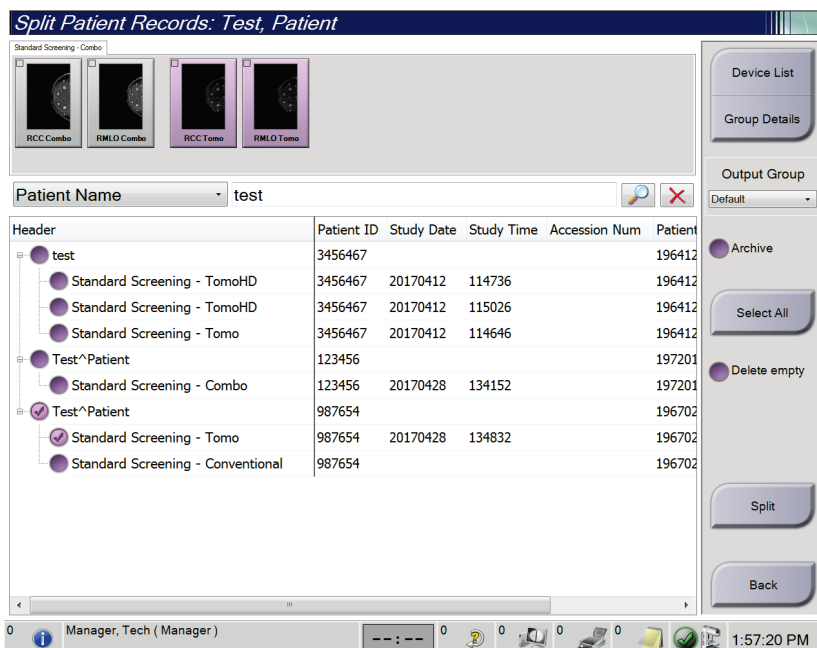 Split Patient Records: Test, Patient
Standard Screening - Combo
RCC Combo RMLO Combo RCC Tomo RMLO Tomo
Device List
Group Details
Output Group
Default
Patient Name test
Header Patient ID Study Date Study Time Accession Num Patient
test 3456467 196412
Standard Screening - TomoHD 3456467 20170412 114736 196412
Standard Screening - TomoHD 3456467 20170412 115026 196412
Standard Screening - Tomo 3456467 20170412 114646 196412
Test^Patient 123456 197201
Standard Screening - Combo 123456 20170428 134152 197201
Test^Patient 987654 196702
Standard Screening - Tomo 987654 20170428 134832 196702
Standard Screening - Conventional 987654 196702
Archive
Select All
Delete empty
Split
Back
0 Manager, Tech ( Manager ) --:-- 0 0 0 0 1:57:20 PM